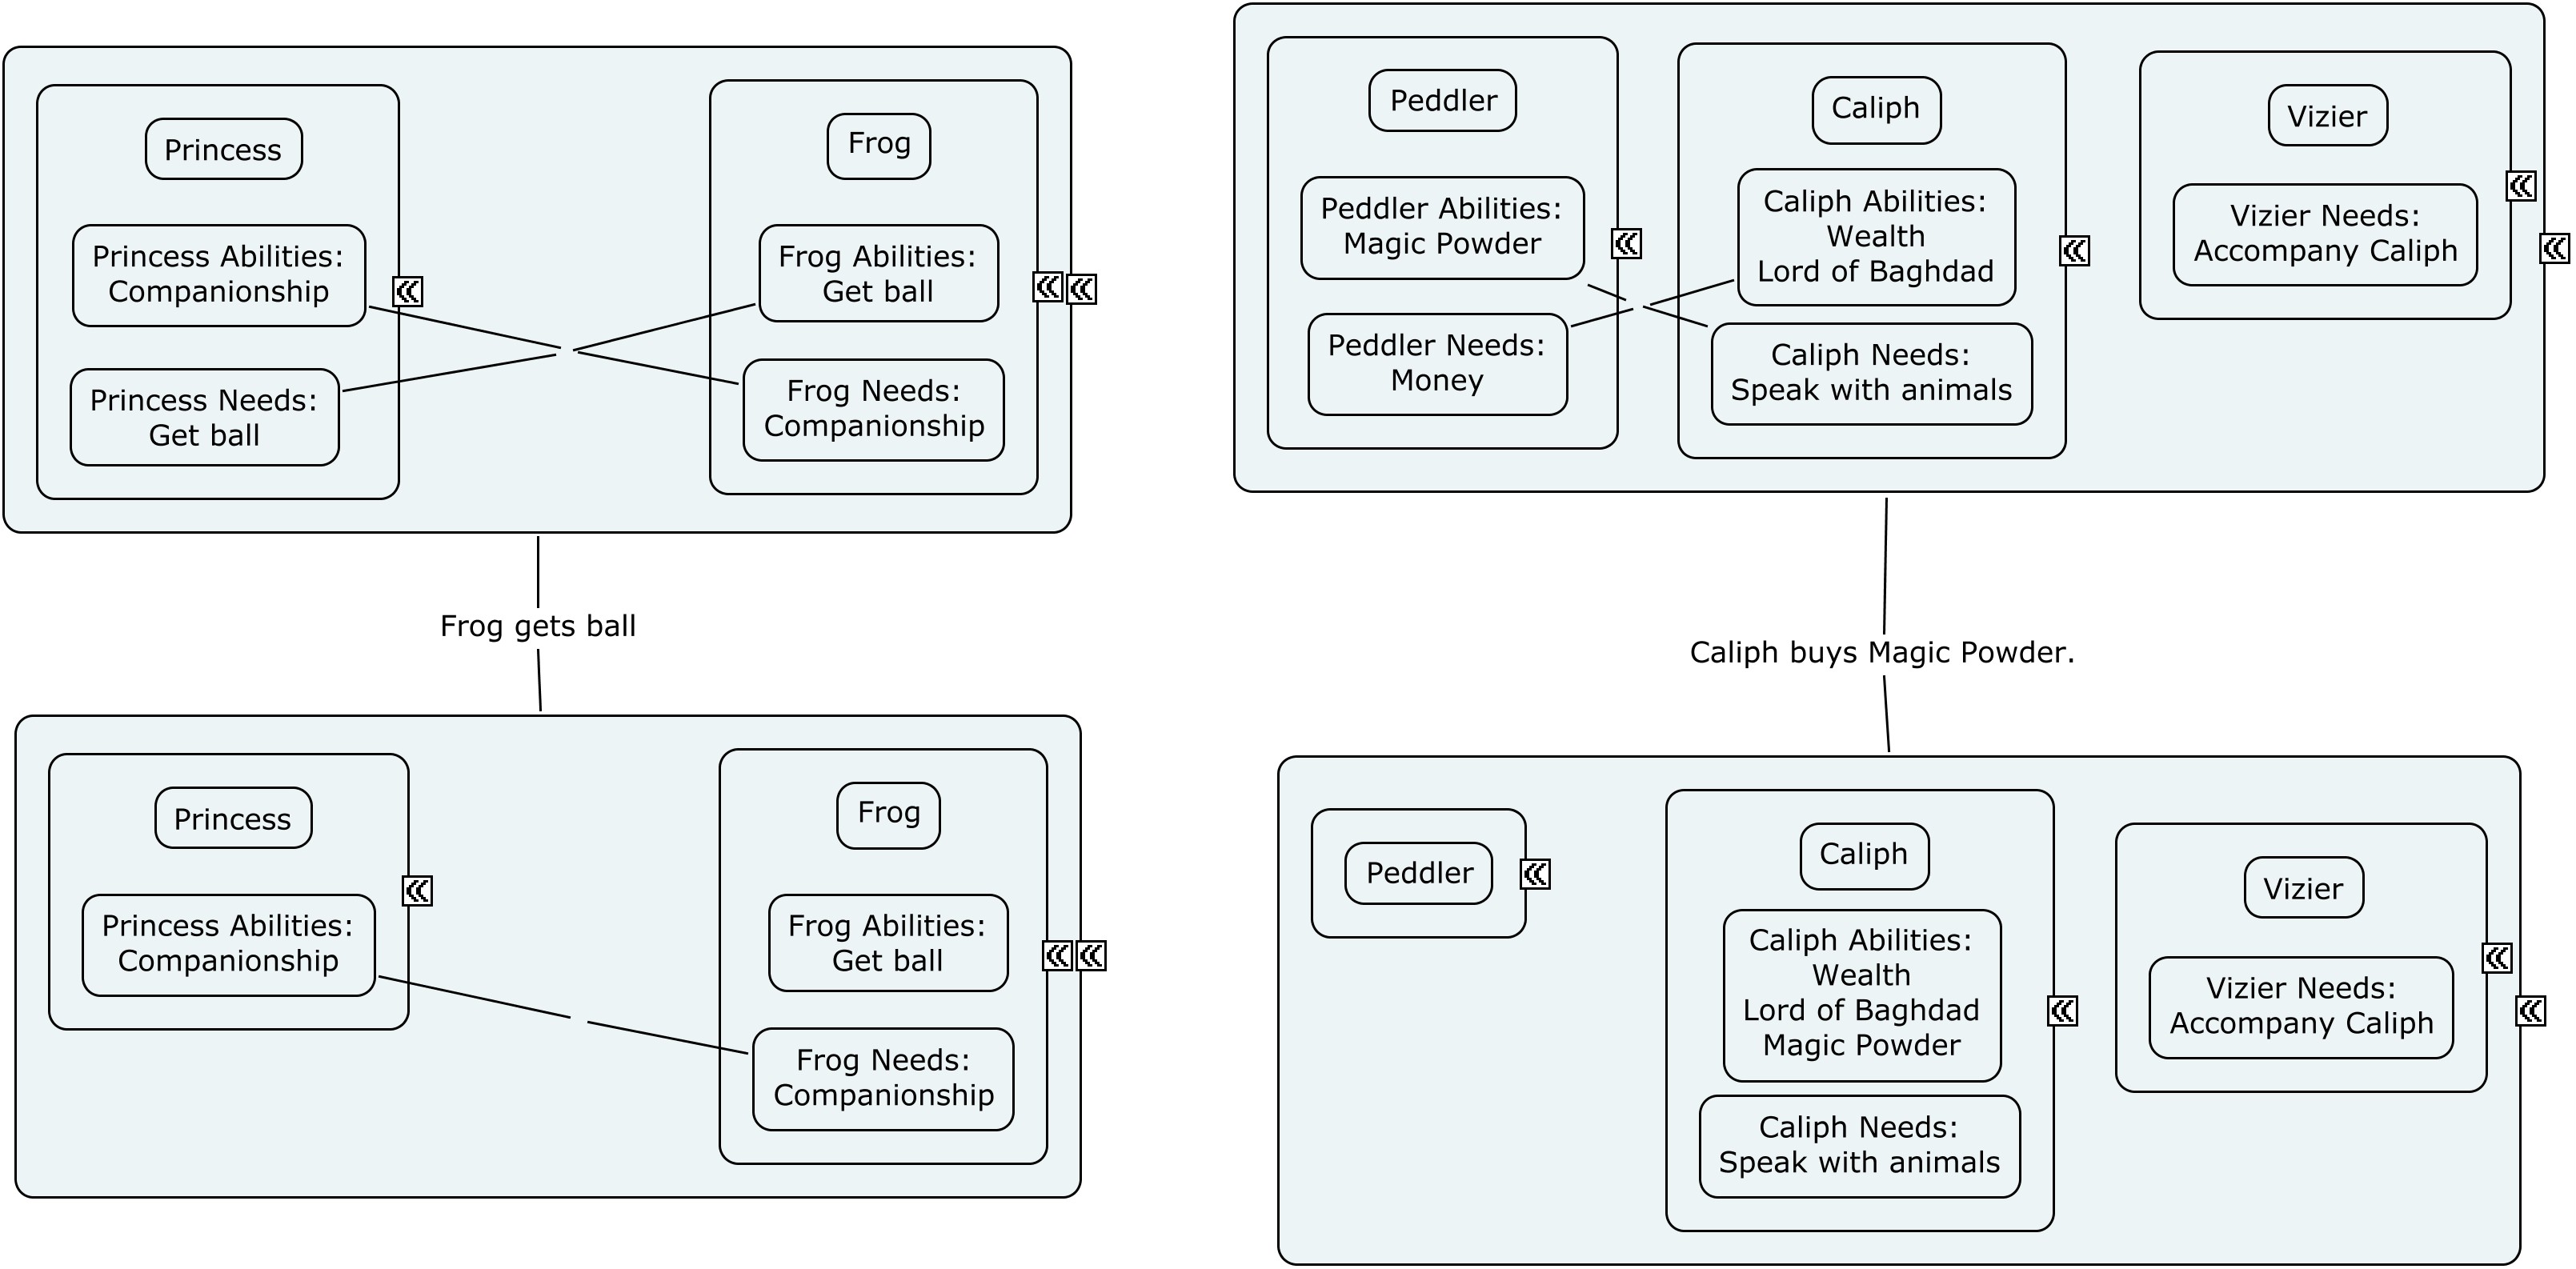 Princess
Princess Abilities:
Companionship
Princess Needs:
Get ball
Frog
Frog Abilities:
Get ball
Frog Needs:
Companionship
Frog gets ball
Princess
Princess Abilities:
Companionship
Frog
Frog Abilities:
Get ball
Frog Needs:
Companionship
Peddler
Peddler Abilities:
Magic Powder
Peddler Needs:
Money
Caliph
Caliph Abilities:
Wealth
Lord of Baghdad
Caliph Needs:
Speak with animals
Vizier
Vizier Needs:
Accompany Caliph
Caliph buys Magic Powder.
Peddler
Caliph
Caliph Abilities:
Wealth
Lord of Baghdad
Magic Powder
Caliph Needs:
Speak with animals
Vizier
Vizier Needs:
Accompany Caliph